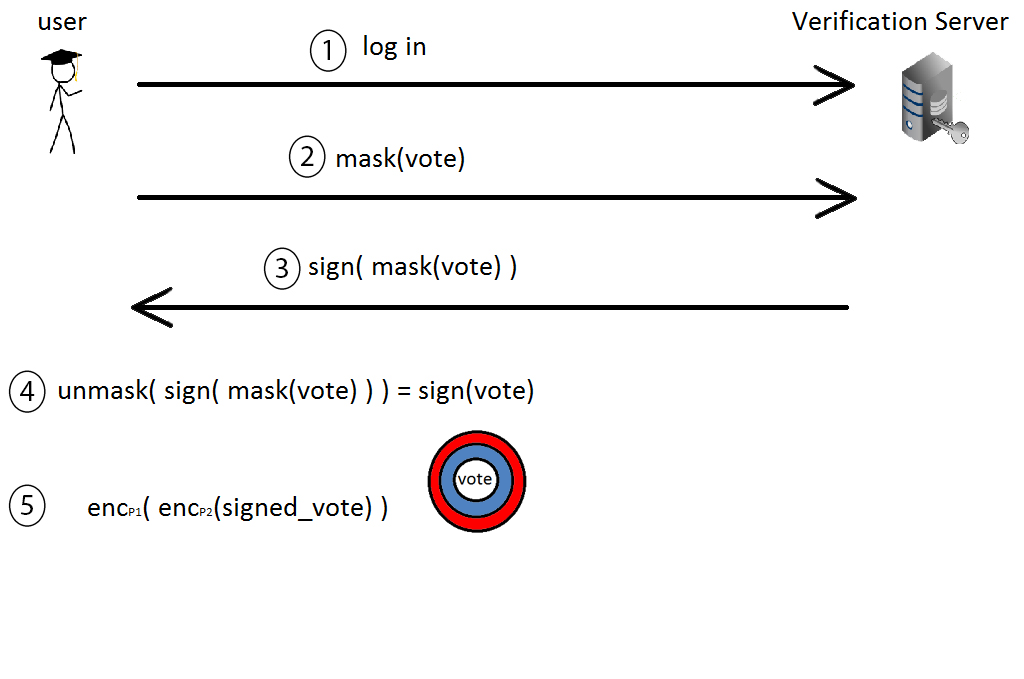 user
Verification Server
1 log in
2 mask(vote)
3 sign( mask(vote) )
4 unmask( sign( mask(vote) ) ) = sign(vote)
vote
5 encP1( encP2(signed_vote) )